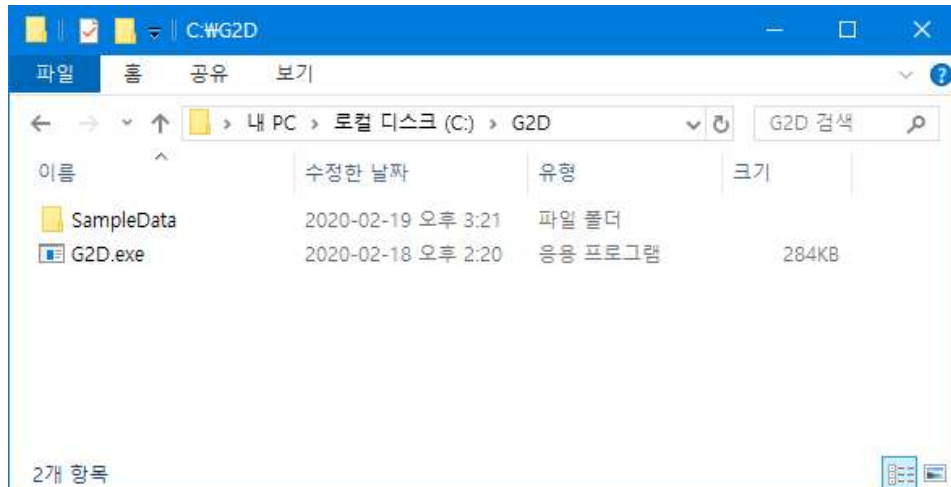 C:₩G2D
파일 홈 공유 보기
내 PC > 로컬 디스크 (C:) > G2D
G2D 검색
이름 수정한 날짜 유형 크기
SampleData 2020-02-19 오후 3:21 파일 폴더
G2D.exe 2020-02-18 오후 2:20 응용 프로그램 284KB
2개 항목